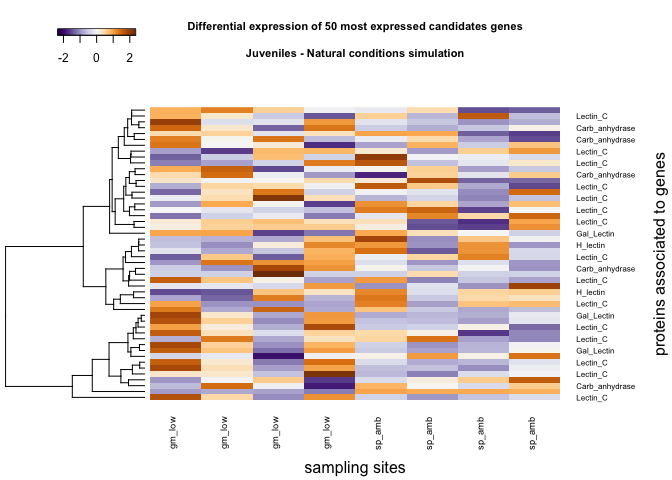 Differential expression of 50 most expressed candidates genes
Juveniles - Natural conditions simulation
-2 0 2
Lectin_C
Carb_anhydrase
Carb_anhydrase
Lectin_C
Lectin_C
Carb_anhydrase
Lectin_C
Lectin_C
Lectin_C
Lectin_C
Gal_Lectin
H_lectin
Lectin_C
Carb_anhydrase
Lectin_C
H_lectin
Lectin_C
Gal_Lectin
Lectin_C
Lectin_C
Gal_Lectin
Lectin_C
Lectin_C
Carb_anhydrase
Lectin_C
proteins associated to genes
gm_low
gm_low
gm_low
gm_low
sp_amb
sp_amb
sp_amb
sp_amb
sampling sites